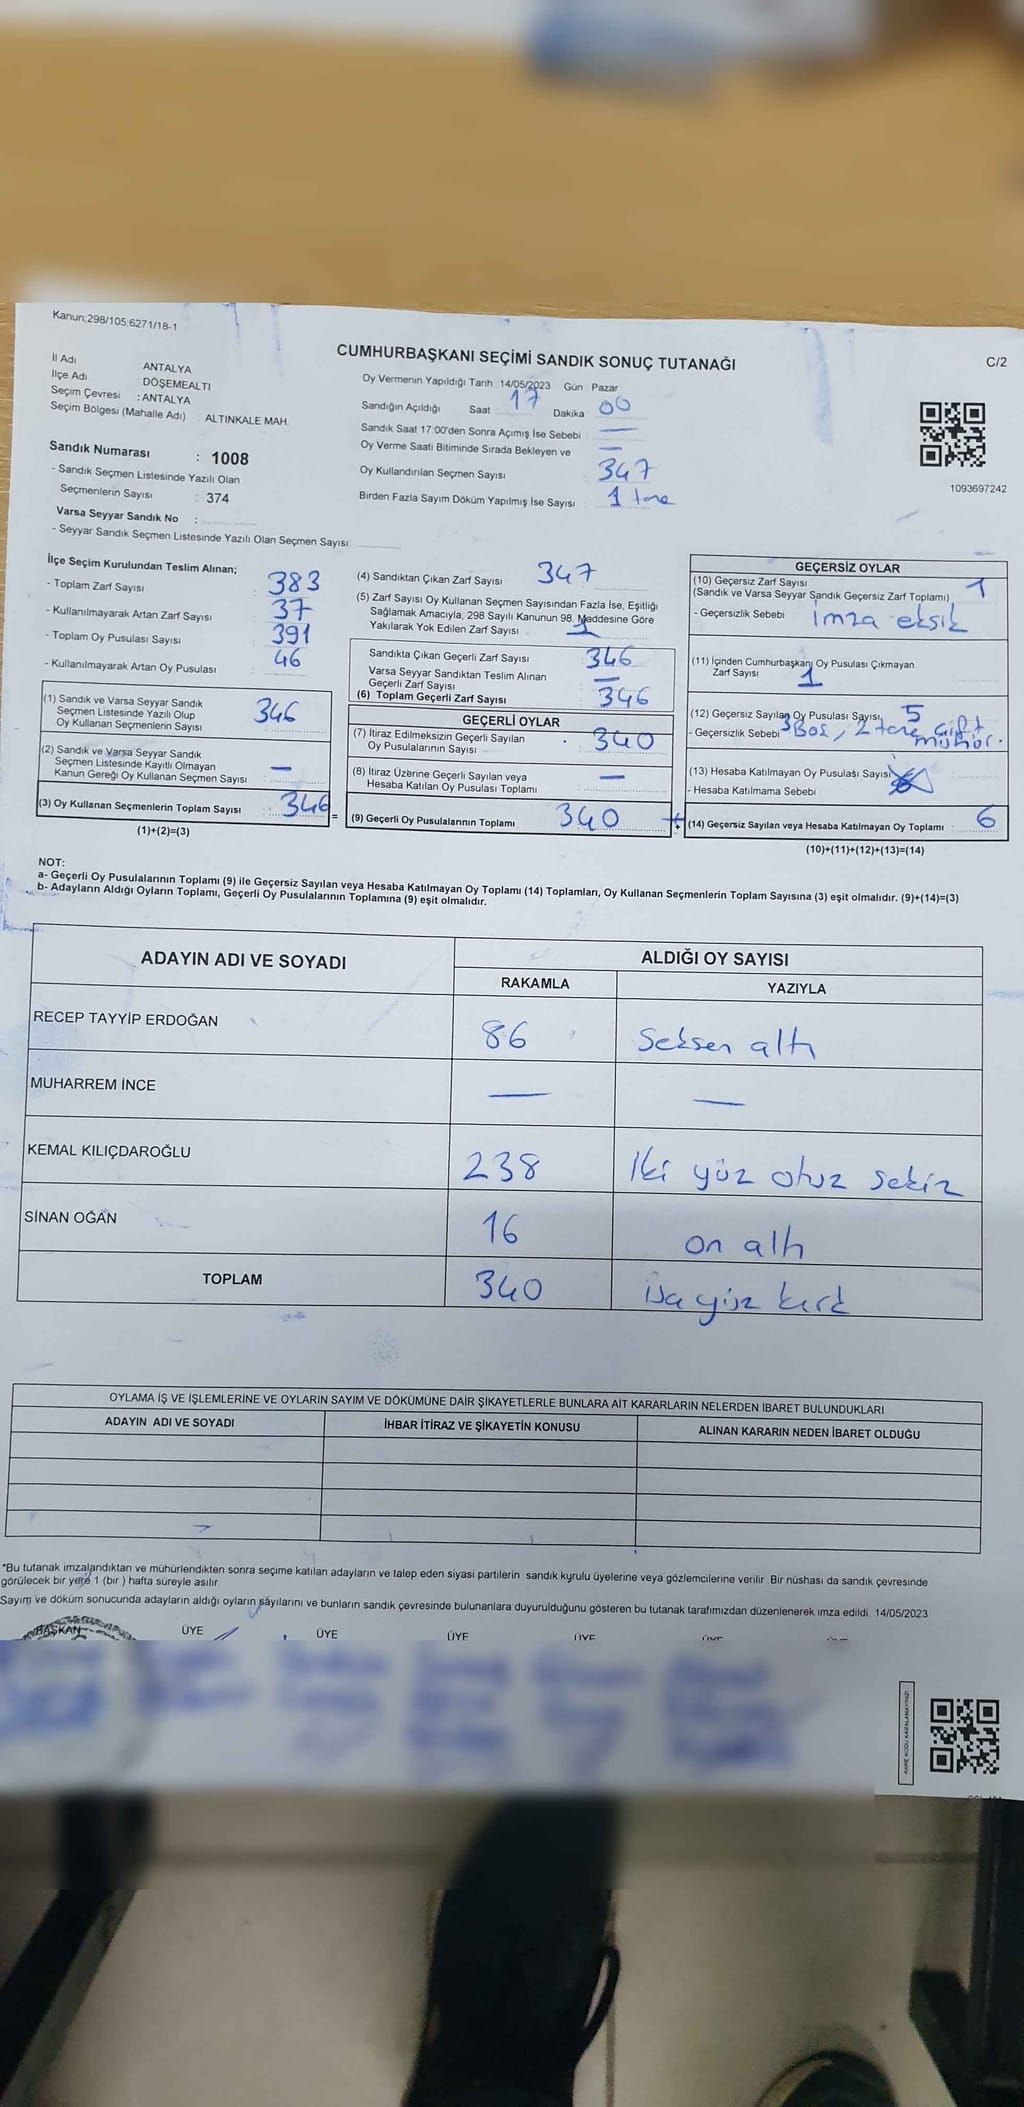 Kanun;298/105;6271/18-1
CUMHURBAŞKANI SEÇİMİ SANDIK SONUÇ TUTANAĞI
C/2
İl Adı ANTALYA
İlçe Adı DÖŞEMEALTI
Seçim Çevresi : ANTALYA
Seçim Bölgesi (Mahalle Adı) : ALTINKALE MAH.
Oy Vermenin Yapıldığı Tarih 14/05/2023 Gün Pazar
Sandığın Açıldığı Saat 17 Dakika 00
Sandık Saat 17:00'den Sonra Açımış İse Sebebi —
Oy Verme Saati Bitiminde Sırada Bekleyen ve —
Oy Kullandırılan Seçmen Sayısı 347
Birden Fazla Sayım Döküm Yapılmış İse Sayısı 1 tane
1093697242
Sandık Numarası : 1008
- Sandık Seçmen Listesinde Yazılı Olan
Seçmenlerin Sayısı : 374
Varsa Seyyar Sandık No :
- Seyyar Sandık Seçmen Listesinde Yazılı Olan Seçmen Sayısı:
İlçe Seçim Kurulundan Teslim Alınan;
- Toplam Zarf Sayısı 383
- Kullanılmayarak Artan Zarf Sayısı 37
- Toplam Oy Pusulası Sayısı 391
- Kullanılmayarak Artan Oy Pusulası 46
(1) Sandık ve Varsa Seyyar Sandık
Seçmen Listesinde Yazılı Olup
Oy Kullanan Seçmenlerin Sayısı 346
(2) Sandık ve Varsa Seyyar Sandık
Seçmen Listesinde Kayıtlı Olmayan
Kanun Gereği Oy Kullanan Seçmen Sayısı —
(3) Oy Kullanan Seçmenlerin Toplam Sayısı : 346 =
(1)+(2)=(3)
(4) Sandıktan Çıkan Zarf Sayısı 347
(5) Zarf Sayısı Oy Kullanan Seçmen Sayısından Fazla İse, Eşitliği
Sağlamak Amacıyla, 298 Sayılı Kanunun 98. Maddesine Göre
Yakılarak Yok Edilen Zarf Sayısı 1
Sandıkta Çıkan Geçerli Zarf Sayısı 346
Varsa Seyyar Sandıktan Teslim Alınan
Geçerli Zarf Sayısı —
(6) Toplam Geçerli Zarf Sayısı 346
GEÇERLİ OYLAR
(7) İtiraz Edilmeksizin Geçerli Sayılan
Oy Pusulalarının Sayısı 340
(8) İtiraz Üzerine Geçerli Sayılan veya
Hesaba Katılan Oy Pusulası Toplamı —
(9) Geçerli Oy Pusulalarının Toplamı 340 +
GEÇERSİZ OYLAR
(10) Geçersiz Zarf Sayısı 1
(Sandık ve Varsa Seyyar Sandık Geçersiz Zarf Toplamı)
- Geçersizlik Sebebi İmza eksik
(11) İçinden Cumhurbaşkanı Oy Pusulası Çıkmayan
Zarf Sayısı 1
(12) Geçersiz Sayılan Oy Pusulası Sayısı 5
- Geçersizlik Sebebi 3 Boş, 2 tane çift
mühür.
(13) Hesaba Katılmayan Oy Pusulası Sayısı
- Hesaba Katılmama Sebebi
(14) Geçersiz Sayılan veya Hesaba Katılmayan Oy Toplamı : 6
(10)+(11)+(12)+(13)=(14)
NOT:
a- Geçerli Oy Pusulalarının Toplamı (9) ile Geçersiz Sayılan veya Hesaba Katılmayan Oy Toplamı (14) Toplamları, Oy Kullanan Seçmenlerin Toplam Sayısına (3) eşit olmalıdır. (9)+(14)=(3)
b- Adayların Aldığı Oyların Toplamı, Geçerli Oy Pusulalarının Toplamına (9) eşit olmalıdır.
ADAYIN ADI VE SOYADI ALDIĞI OY SAYISI
RAKAMLA YAZIYLA
RECEP TAYYİP ERDOĞAN 86 Seksen altı
MUHARREM İNCE — —
KEMAL KILIÇDAROĞLU 238 İki yüz otuz sekiz
SİNAN OĞAN 16 on altı
TOPLAM 340 üç yüz kırk
OYLAMA İŞ VE İŞLEMLERİNE VE OYLARIN SAYIM VE DÖKÜMÜNE DAİR ŞİKAYETLERLE BUNLARA AİT KARARLARIN NELERDEN İBARET BULUNDUKLARI
ADAYIN ADI VE SOYADI İHBAR İTİRAZ VE ŞİKAYETİN KONUSU ALINAN KARARIN NEDEN İBARET OLDUĞU
*Bu tutanak imzalandıktan ve mühürlendikten sonra seçime katılan adayların ve talep eden siyasi partilerin sandık kurulu üyelerine veya gözlemcilerine verilir. Bir nüshası da sandık çevresinde
görülecek bir yere 1 (bir ) hafta süreyle asılır.
Sayım ve döküm sonucunda adayların aldığı oyların sayılarını ve bunların sandık çevresinde bulunanlara duyurulduğunu gösteren bu tutanak tarafımızdan düzenlenerek imza edildi. 14/05/2023
BAŞKAN ÜYE ÜYE ÜYE ÜYE